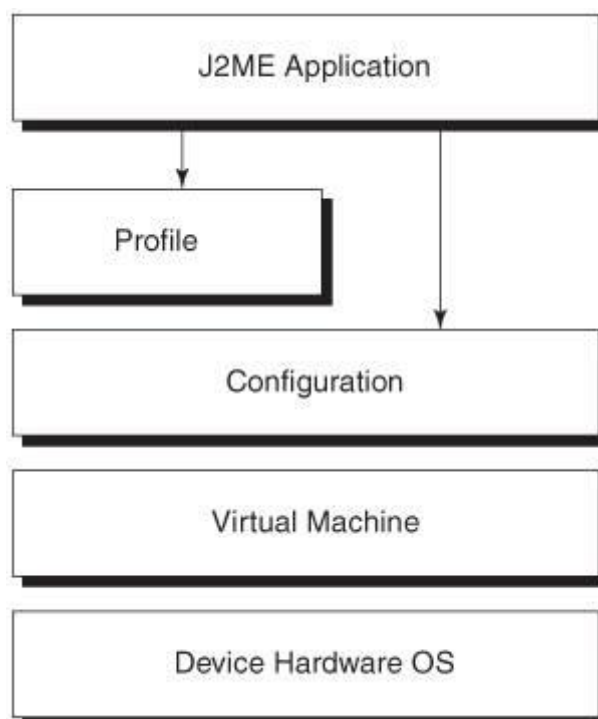 J2ME Application
Profile
Configuration
Virtual Machine
Device Hardware OS